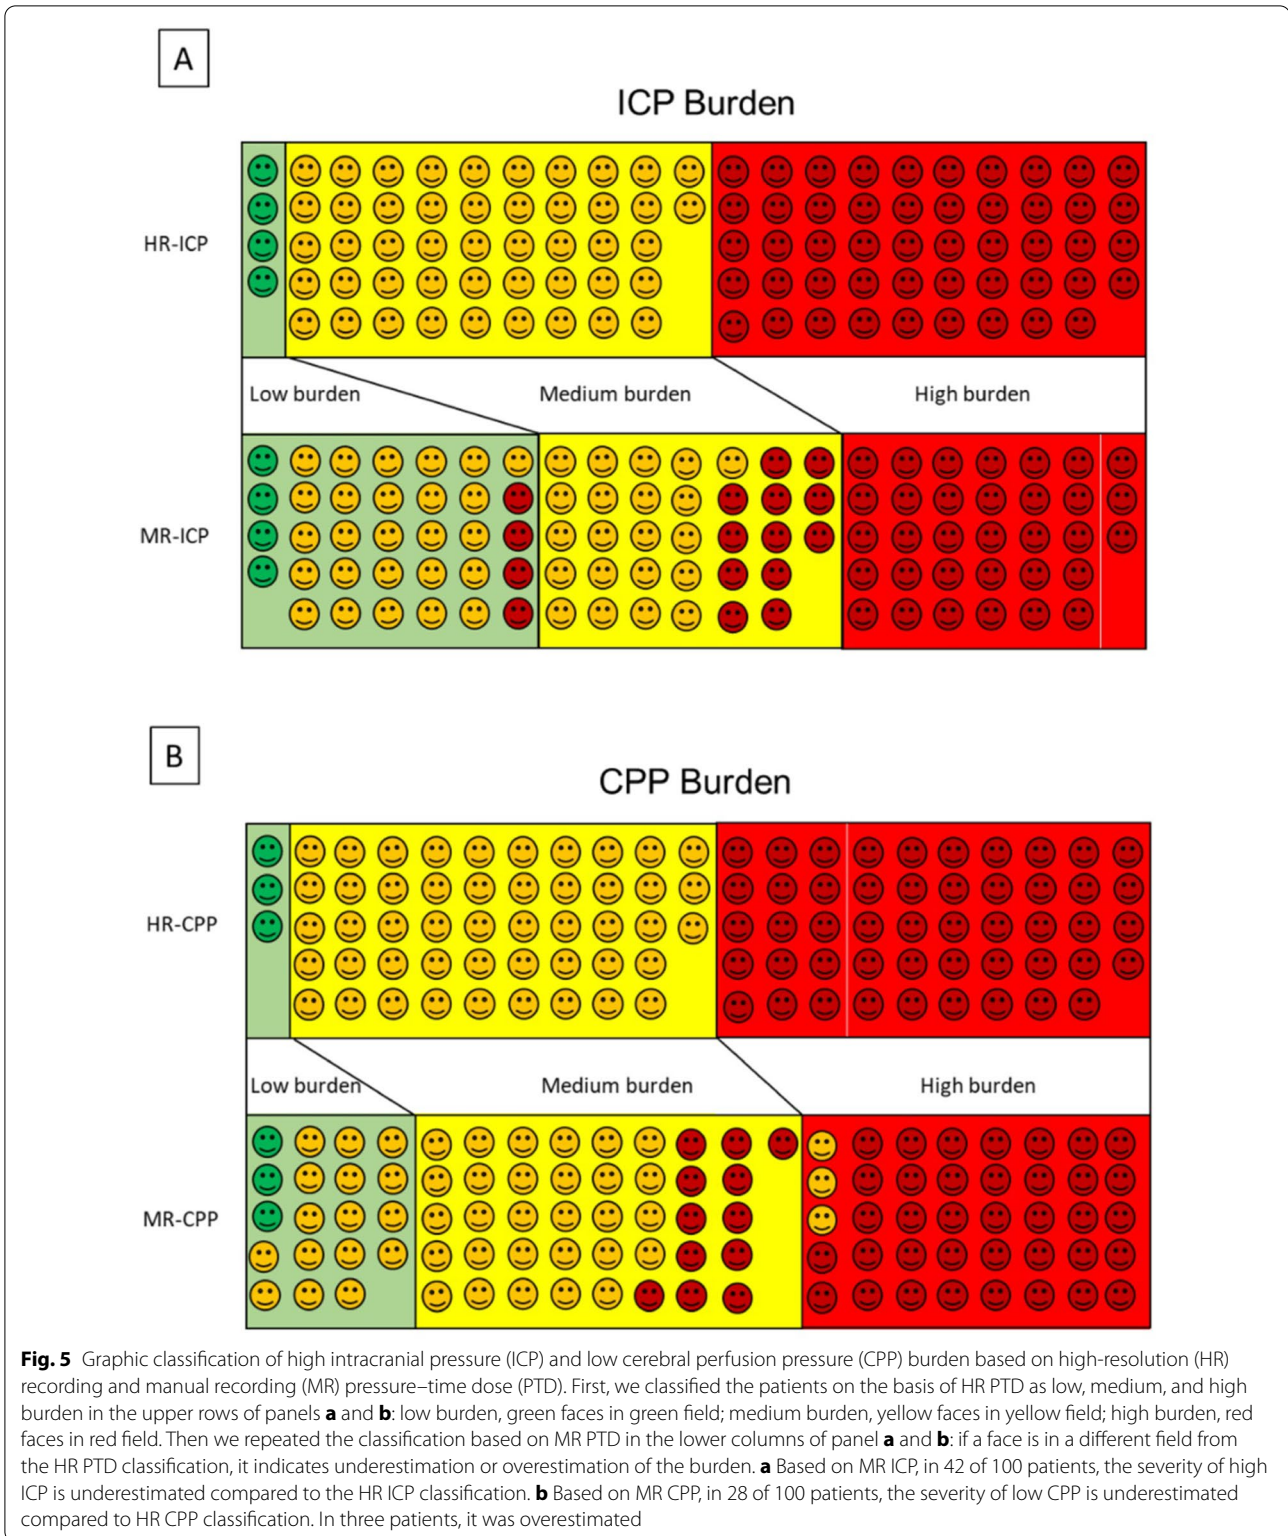 A
ICP Burden
HR-ICP
Low burden
Medium burden
High burden
MR-ICP
B
CPP Burden
HR-CPP
Low burden
Medium burden
High burden
MR-CPP
Fig. 5 Graphic classification of high intracranial pressure (ICP) and low cerebral perfusion pressure (CPP) burden based on high-resolution (HR)
recording and manual recording (MR) pressure–time dose (PTD). First, we classified the patients on the basis of HR PTD as low, medium, and high
burden in the upper rows of panels a and b: low burden, green faces in green field; medium burden, yellow faces in yellow field; high burden, red
faces in red field. Then we repeated the classification based on MR PTD in the lower columns of panel a and b: if a face is in a different field from
the HR PTD classification, it indicates underestimation or overestimation of the burden. a Based on MR ICP, in 42 of 100 patients, the severity of high
ICP is underestimated compared to the HR ICP classification. b Based on MR CPP, in 28 of 100 patients, the severity of low CPP is underestimated
compared to HR CPP classification. In three patients, it was overestimated